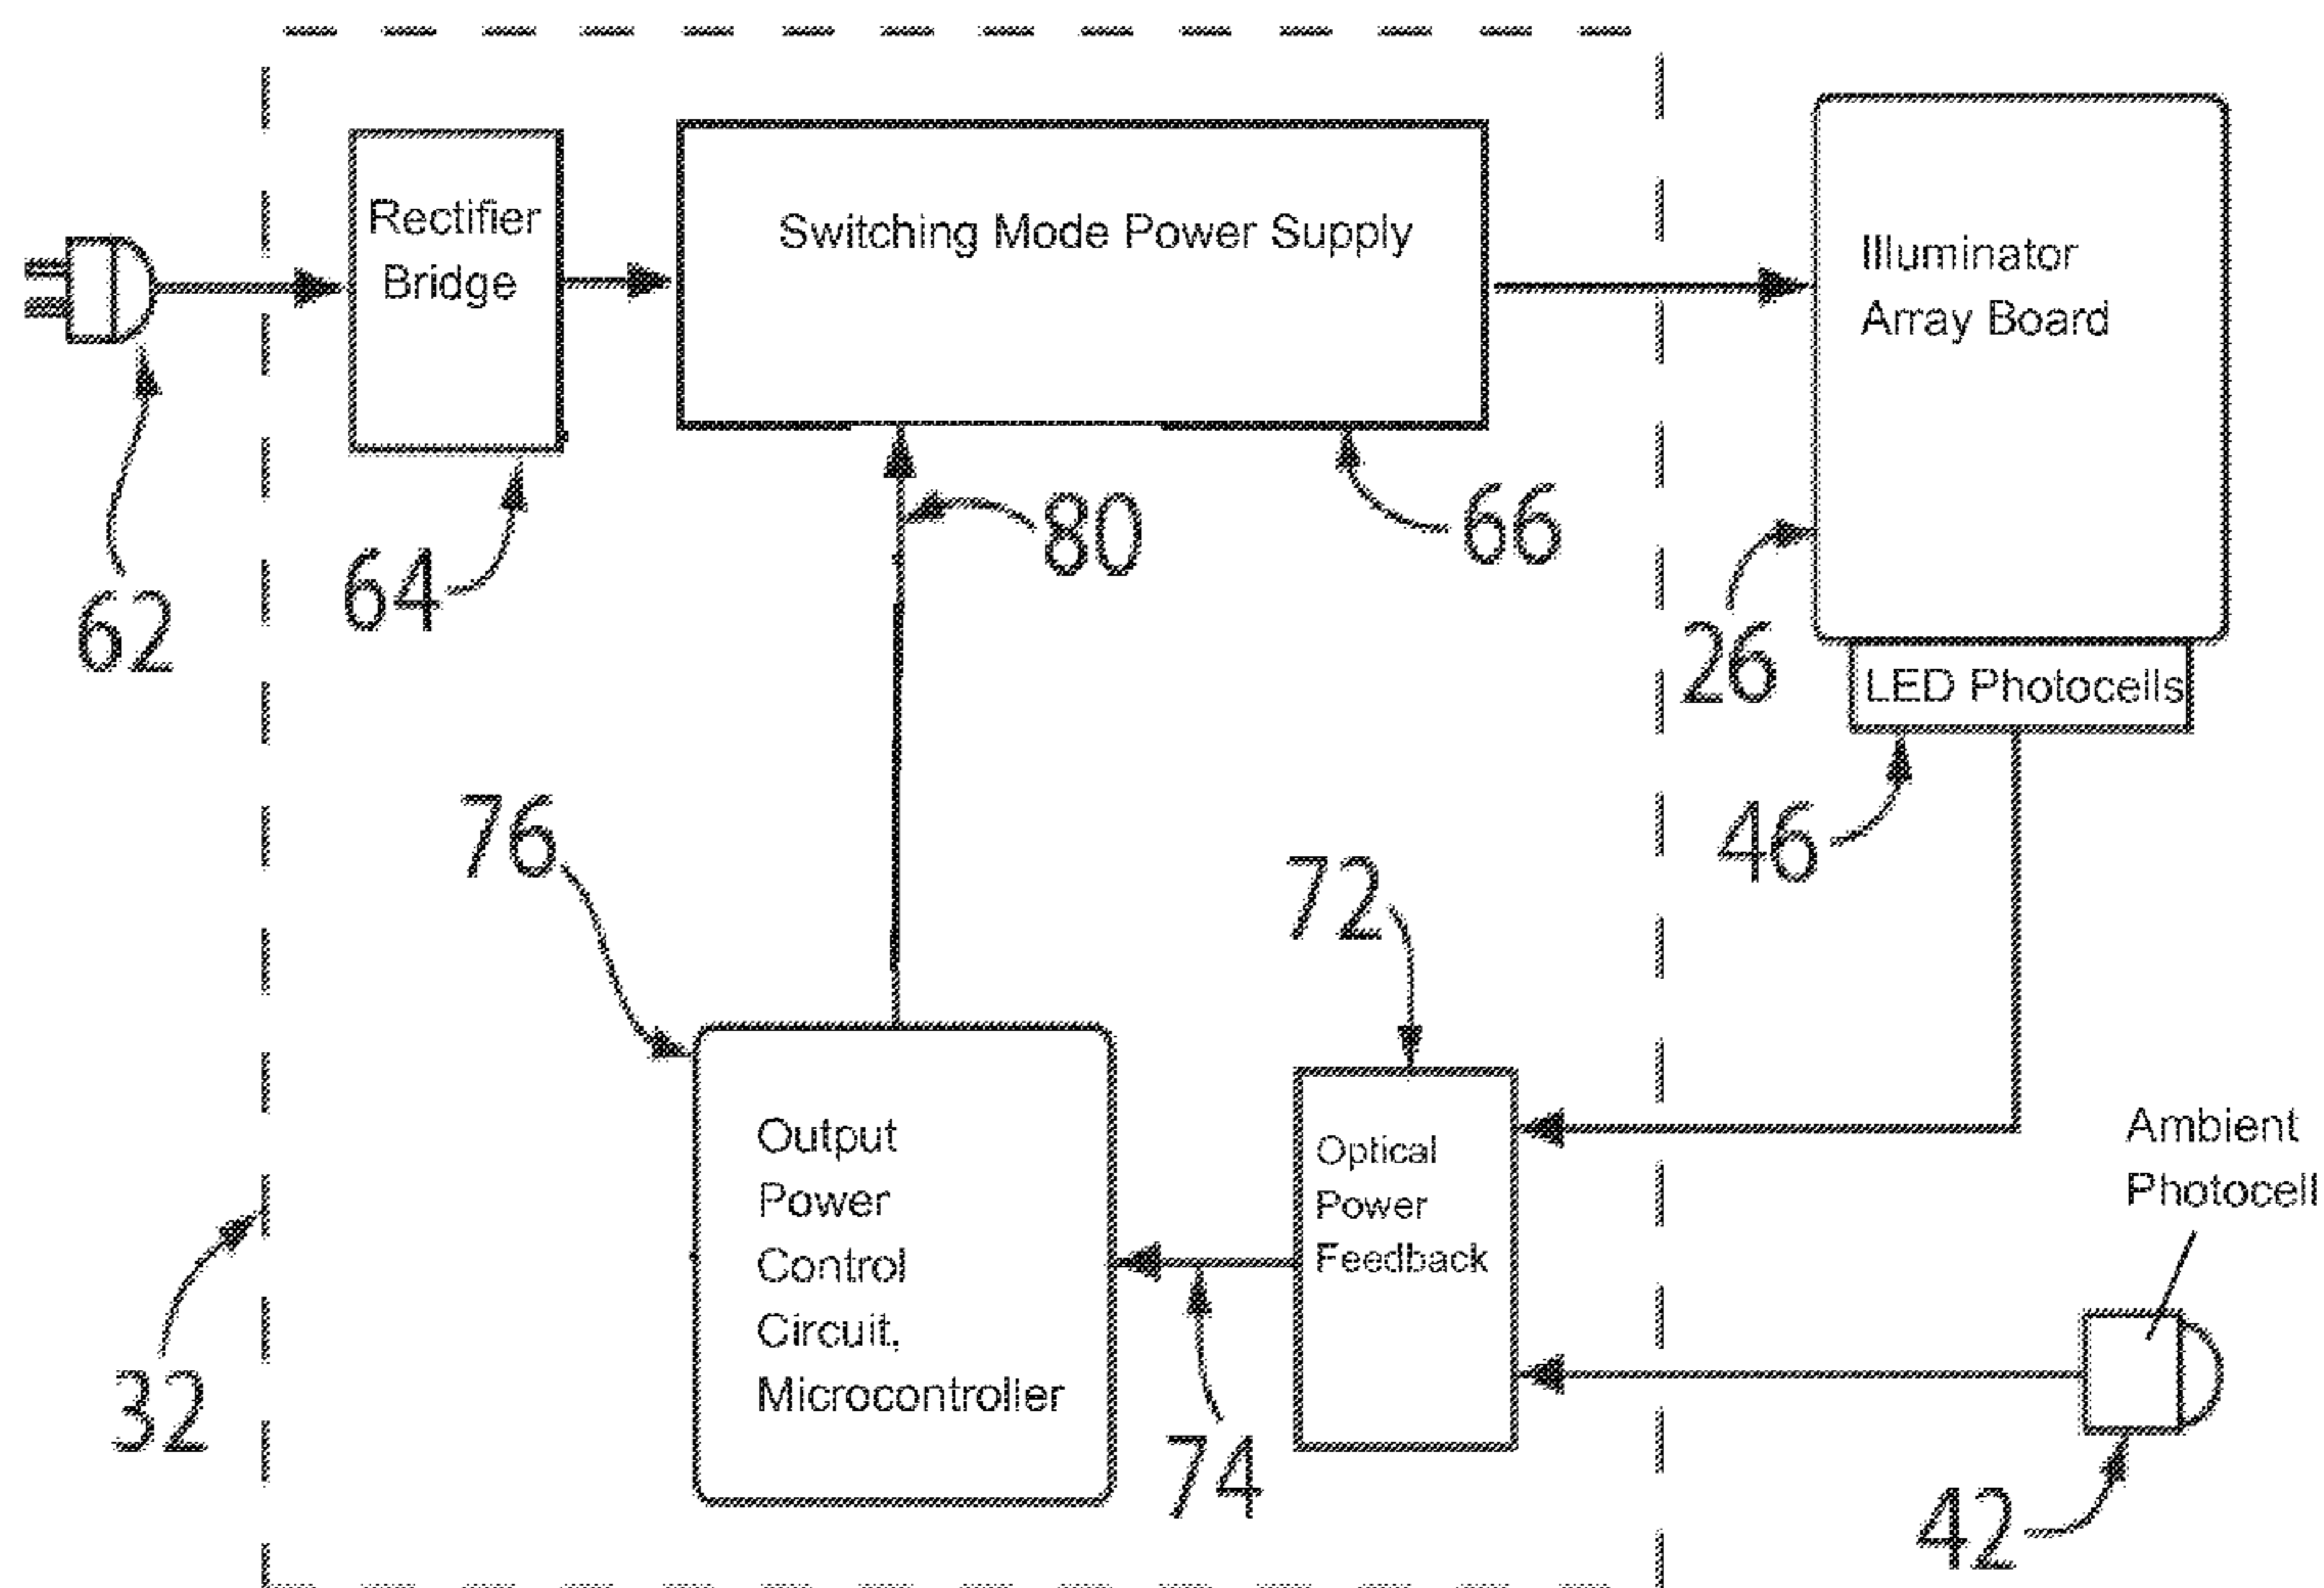 Rectifier
Bridge
Switching Mode Power Supply
Illuminator
Array Board
62
64
80
66
26
LED Photocells
46
76
72
Output
Power
Control
Circuit,
Microcontroller
Optical
Power
Feedback
Ambient
Photocell
32
74
42